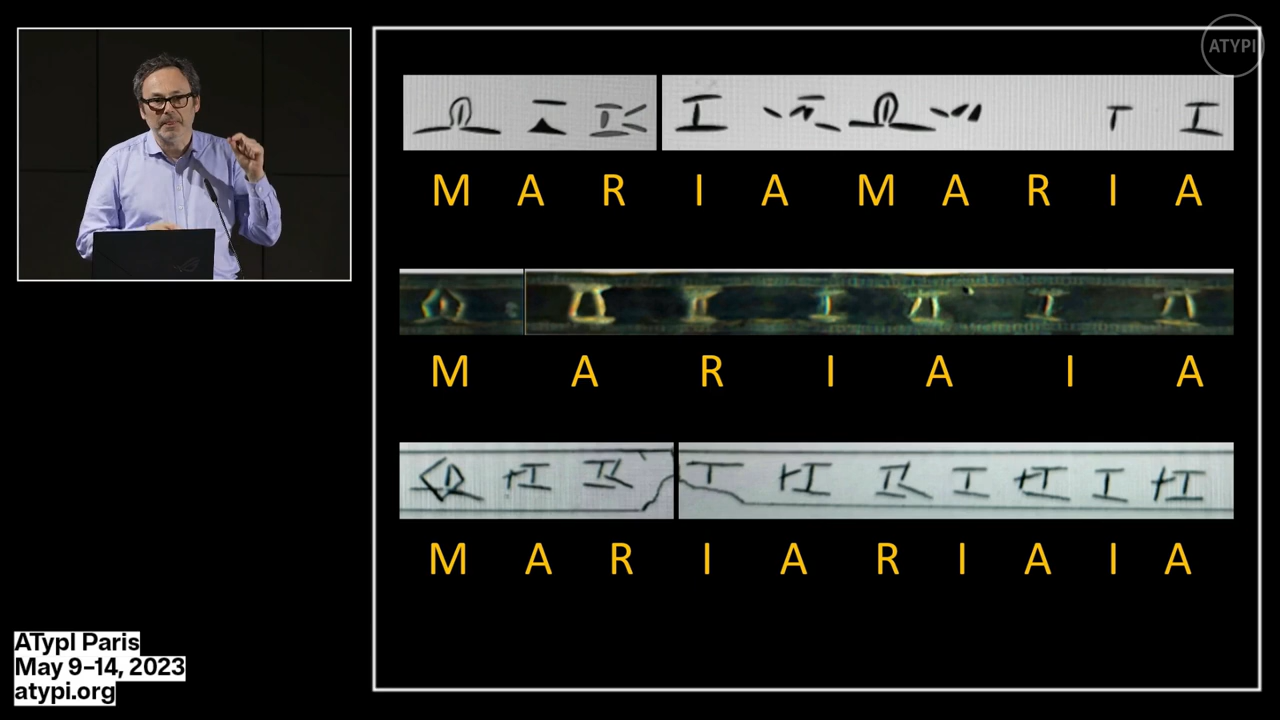 ATYPI
M A R I A M A R I A
M A R I A I A
M A R I A R I A I A
ATypI Paris
May 9–14, 2023
atypi.org